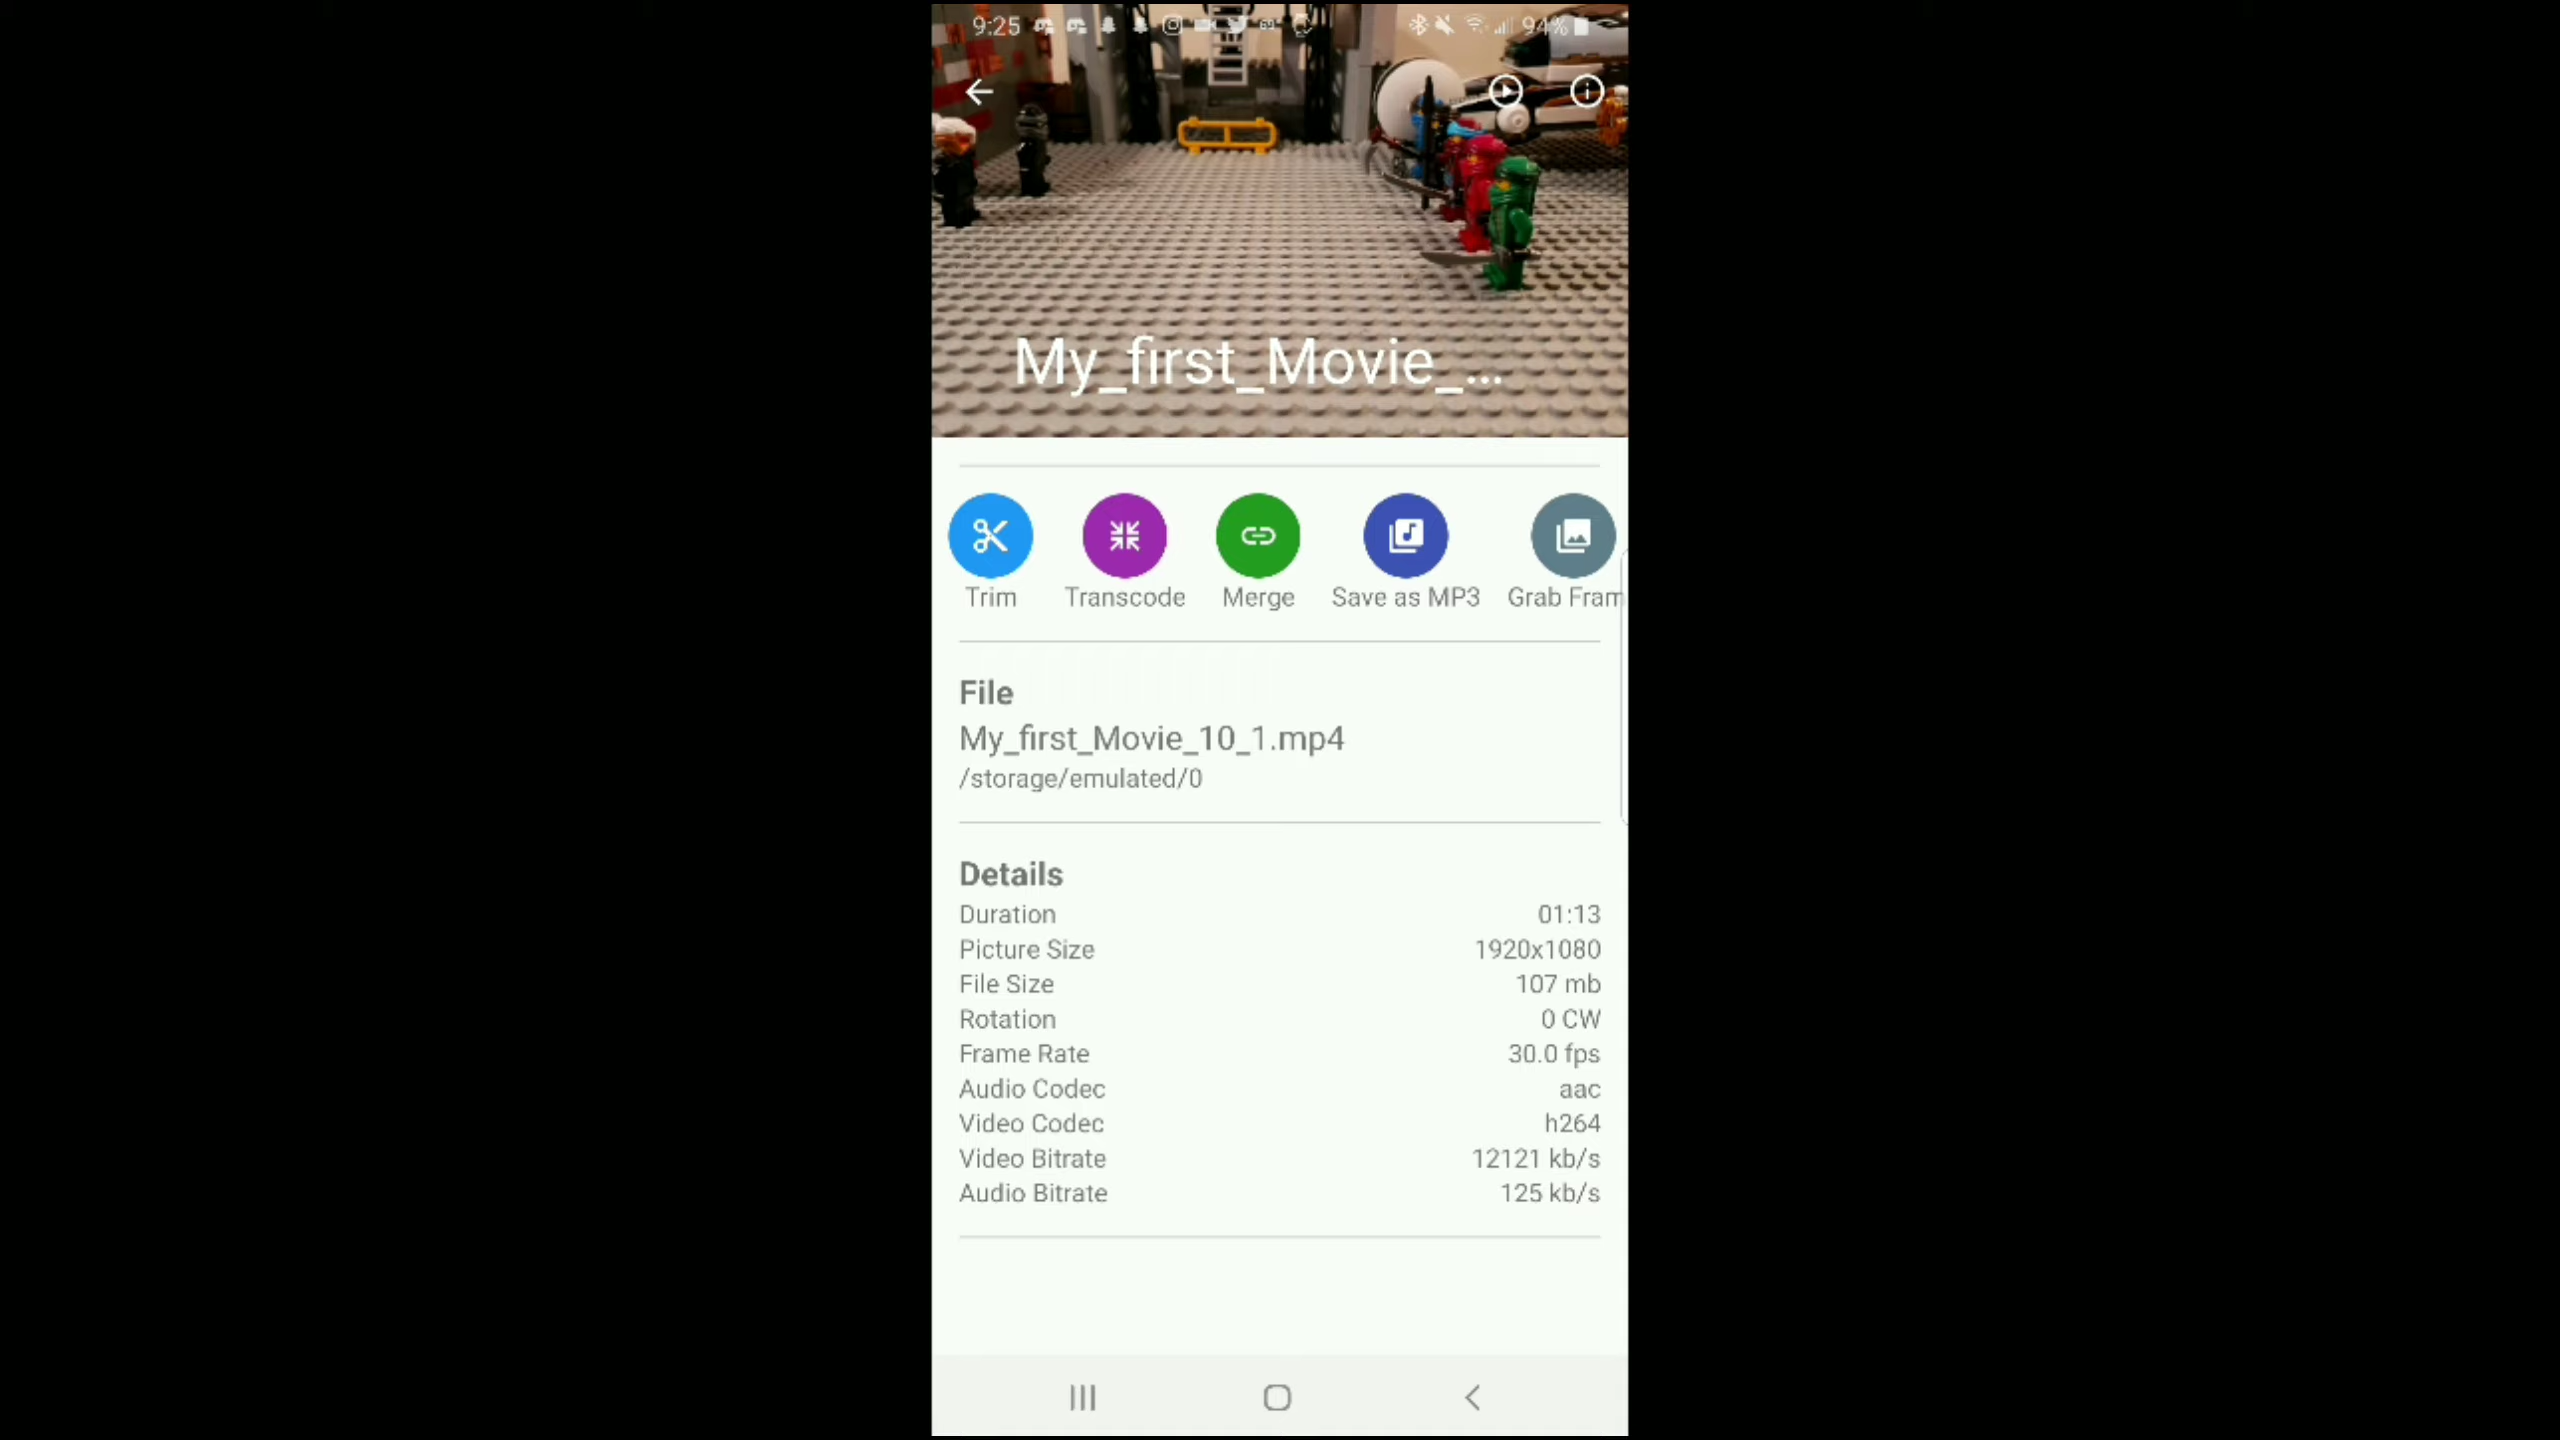 9:25 94%
My_first_Movie_...
Trim Transcode Merge Save as MP3 Grab Fram
File
My_first_Movie_10_1.mp4
/storage/emulated/0
Details
Duration 01:13
Picture Size 1920x1080
File Size 107 mb
Rotation 0 CW
Frame Rate 30.0 fps
Audio Codec aac
Video Codec h264
Video Bitrate 12121 kb/s
Audio Bitrate 125 kb/s